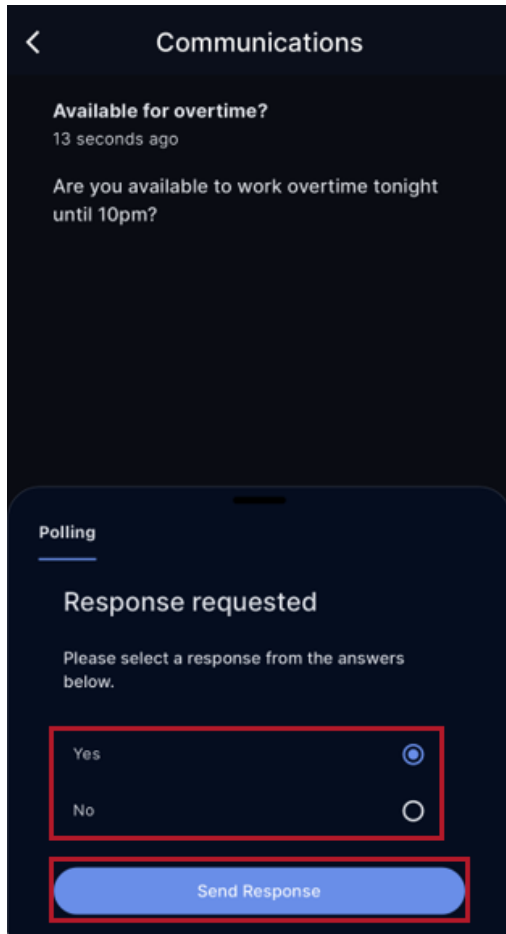 Communications
Available for overtime?
13 seconds ago
Are you available to work overtime tonight
until 10pm?
Polling
Response requested
Please select a response from the answers
below.
Yes
No
Send Response